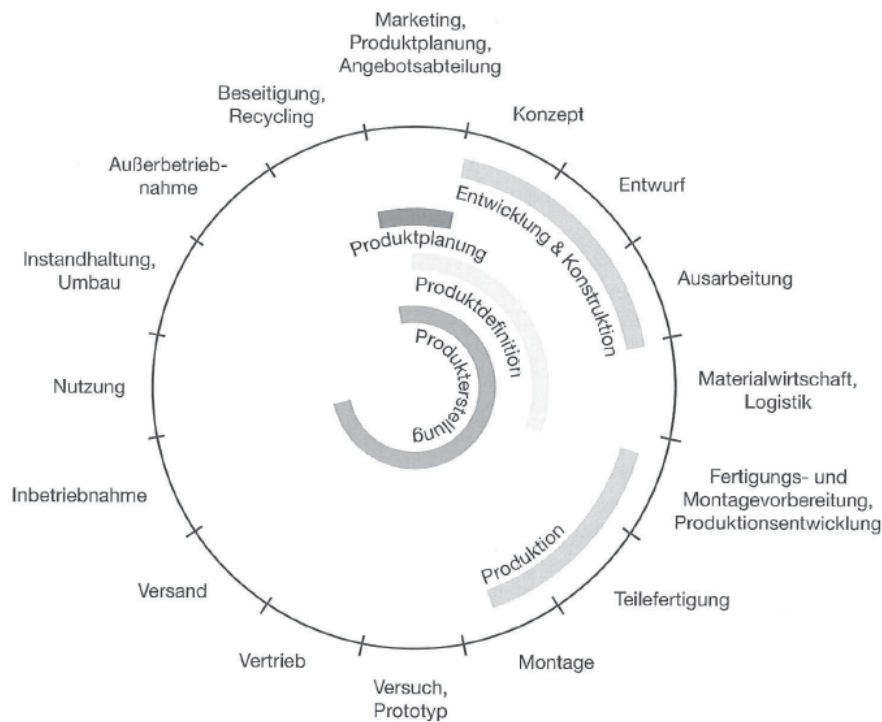 Marketing,
Produktplanung,
Angebotsabteilung
Konzept
Entwurf
Ausarbeitung
Materialwirtschaft,
Logistik
Fertigungs- und
Montagevorbereitung,
Produktionsentwicklung
Teilefertigung
Montage
Versuch,
Prototyp
Vertrieb
Versand
Inbetriebnahme
Nutzung
Instandhaltung,
Umbau
Außerbetrieb-
nahme
Beseitigung,
Recycling
Entwicklung & Konstruktion
Produktplanung
Produktdefinition
Produkterstellung
Produktion